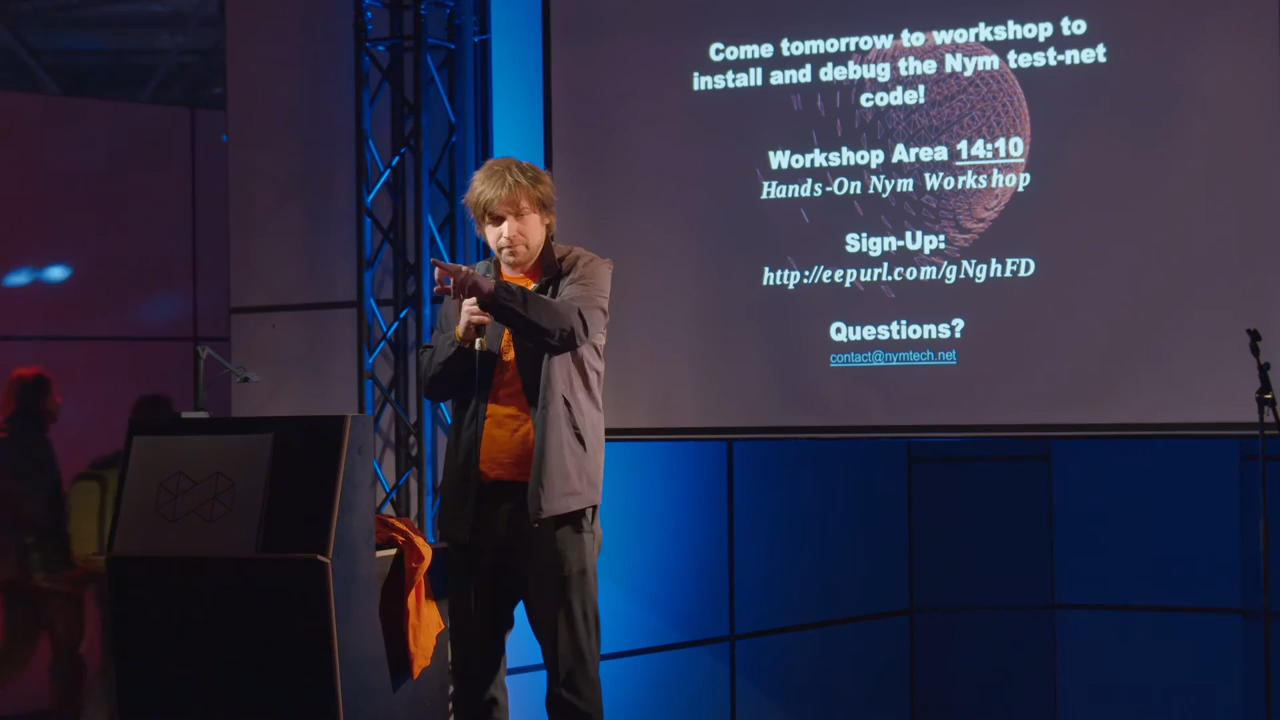 Come tomorrow to workshop to
install and debug the Nym test-net
code!
Workshop Area 14:10
Hands-On Nym Workshop
Sign-Up:
http://eepurl.com/gNghFD
Questions?
contact@nymtech.net